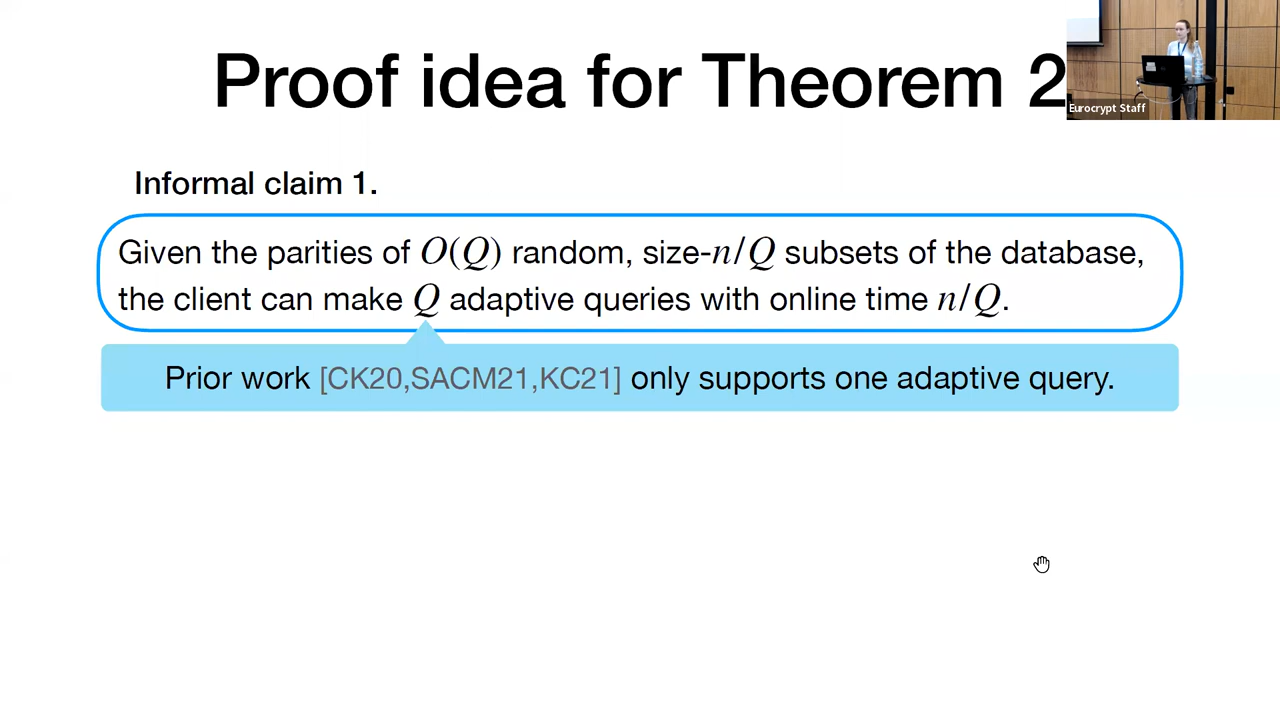 Proof idea for Theorem 2
Eurocrypt Staff
Informal claim 1.
Given the parities of O(Q) random, size-n/Q subsets of the database,
the client can make Q adaptive queries with online time n/Q.
Prior work [CK20,SACM21,KC21] only supports one adaptive query.